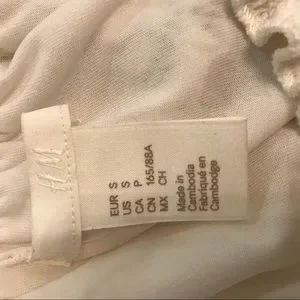 H&M
EUR S
US S
CA P
CN 165/88A
MX CH
Made in
Cambodia
Fabriqué en
Cambodge